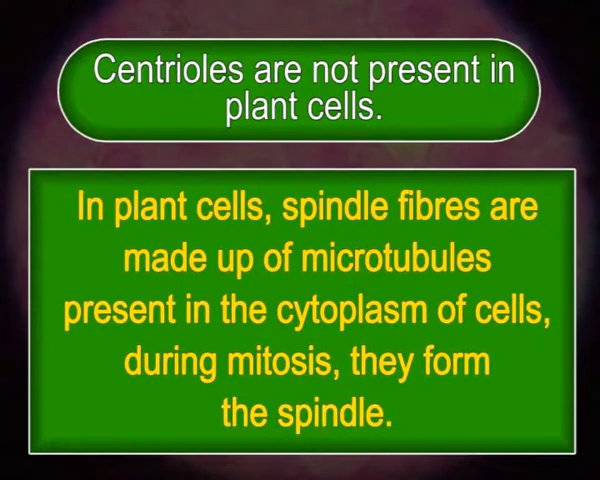 Centrioles are not present in
plant cells.
In plant cells, spindle fibres are
made up of microtubules
present in the cytoplasm of cells,
during mitosis, they form
the spindle.